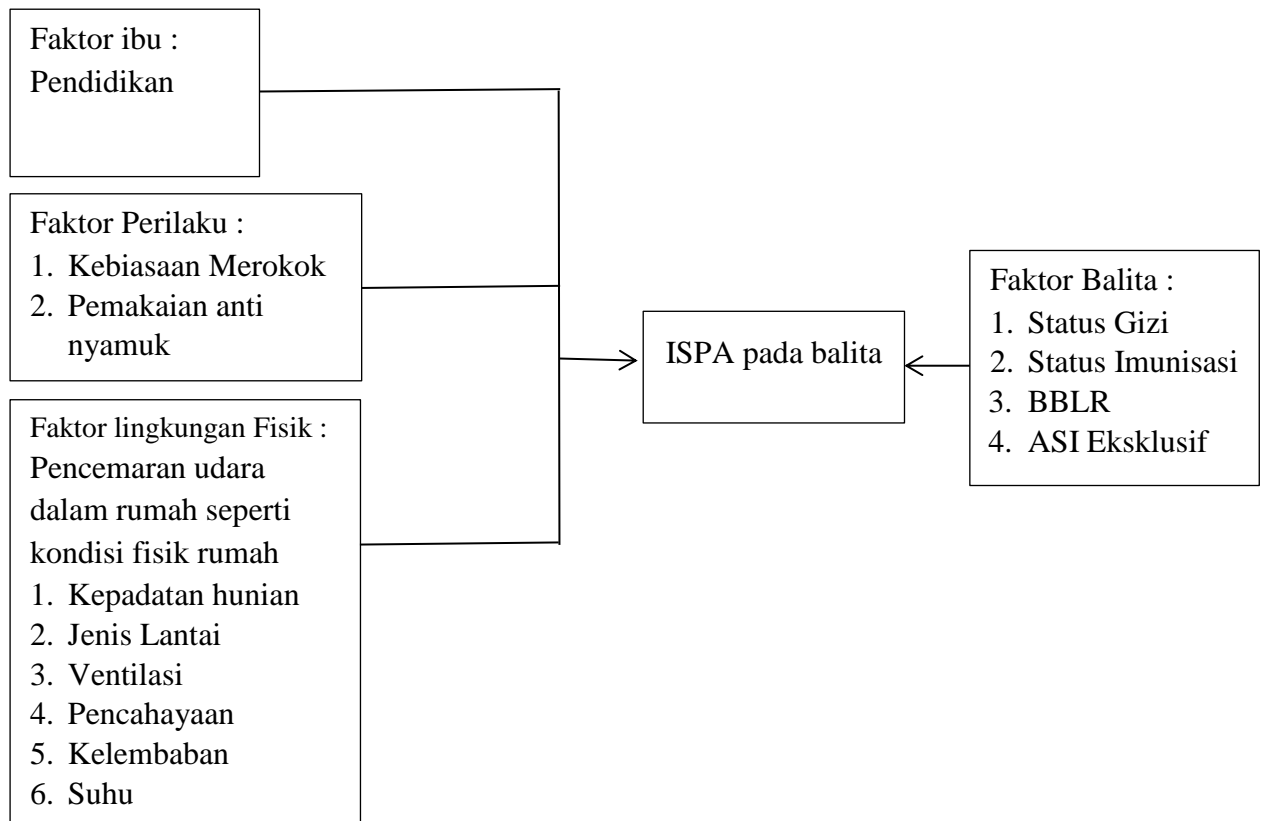 Faktor ibu :
Pendidikan
Faktor Perilaku :
1. Kebiasaan Merokok
2. Pemakaian anti
nyamuk
Faktor lingkungan Fisik :
Pencemaran udara
dalam rumah seperti
kondisi fisik rumah
1. Kepadatan hunian
2. Jenis Lantai
3. Ventilasi
4. Pencahayaan
5. Kelembaban
6. Suhu
ISPA pada balita
Faktor Balita :
1. Status Gizi
2. Status Imunisasi
3. BBLR
4. ASI Eksklusif